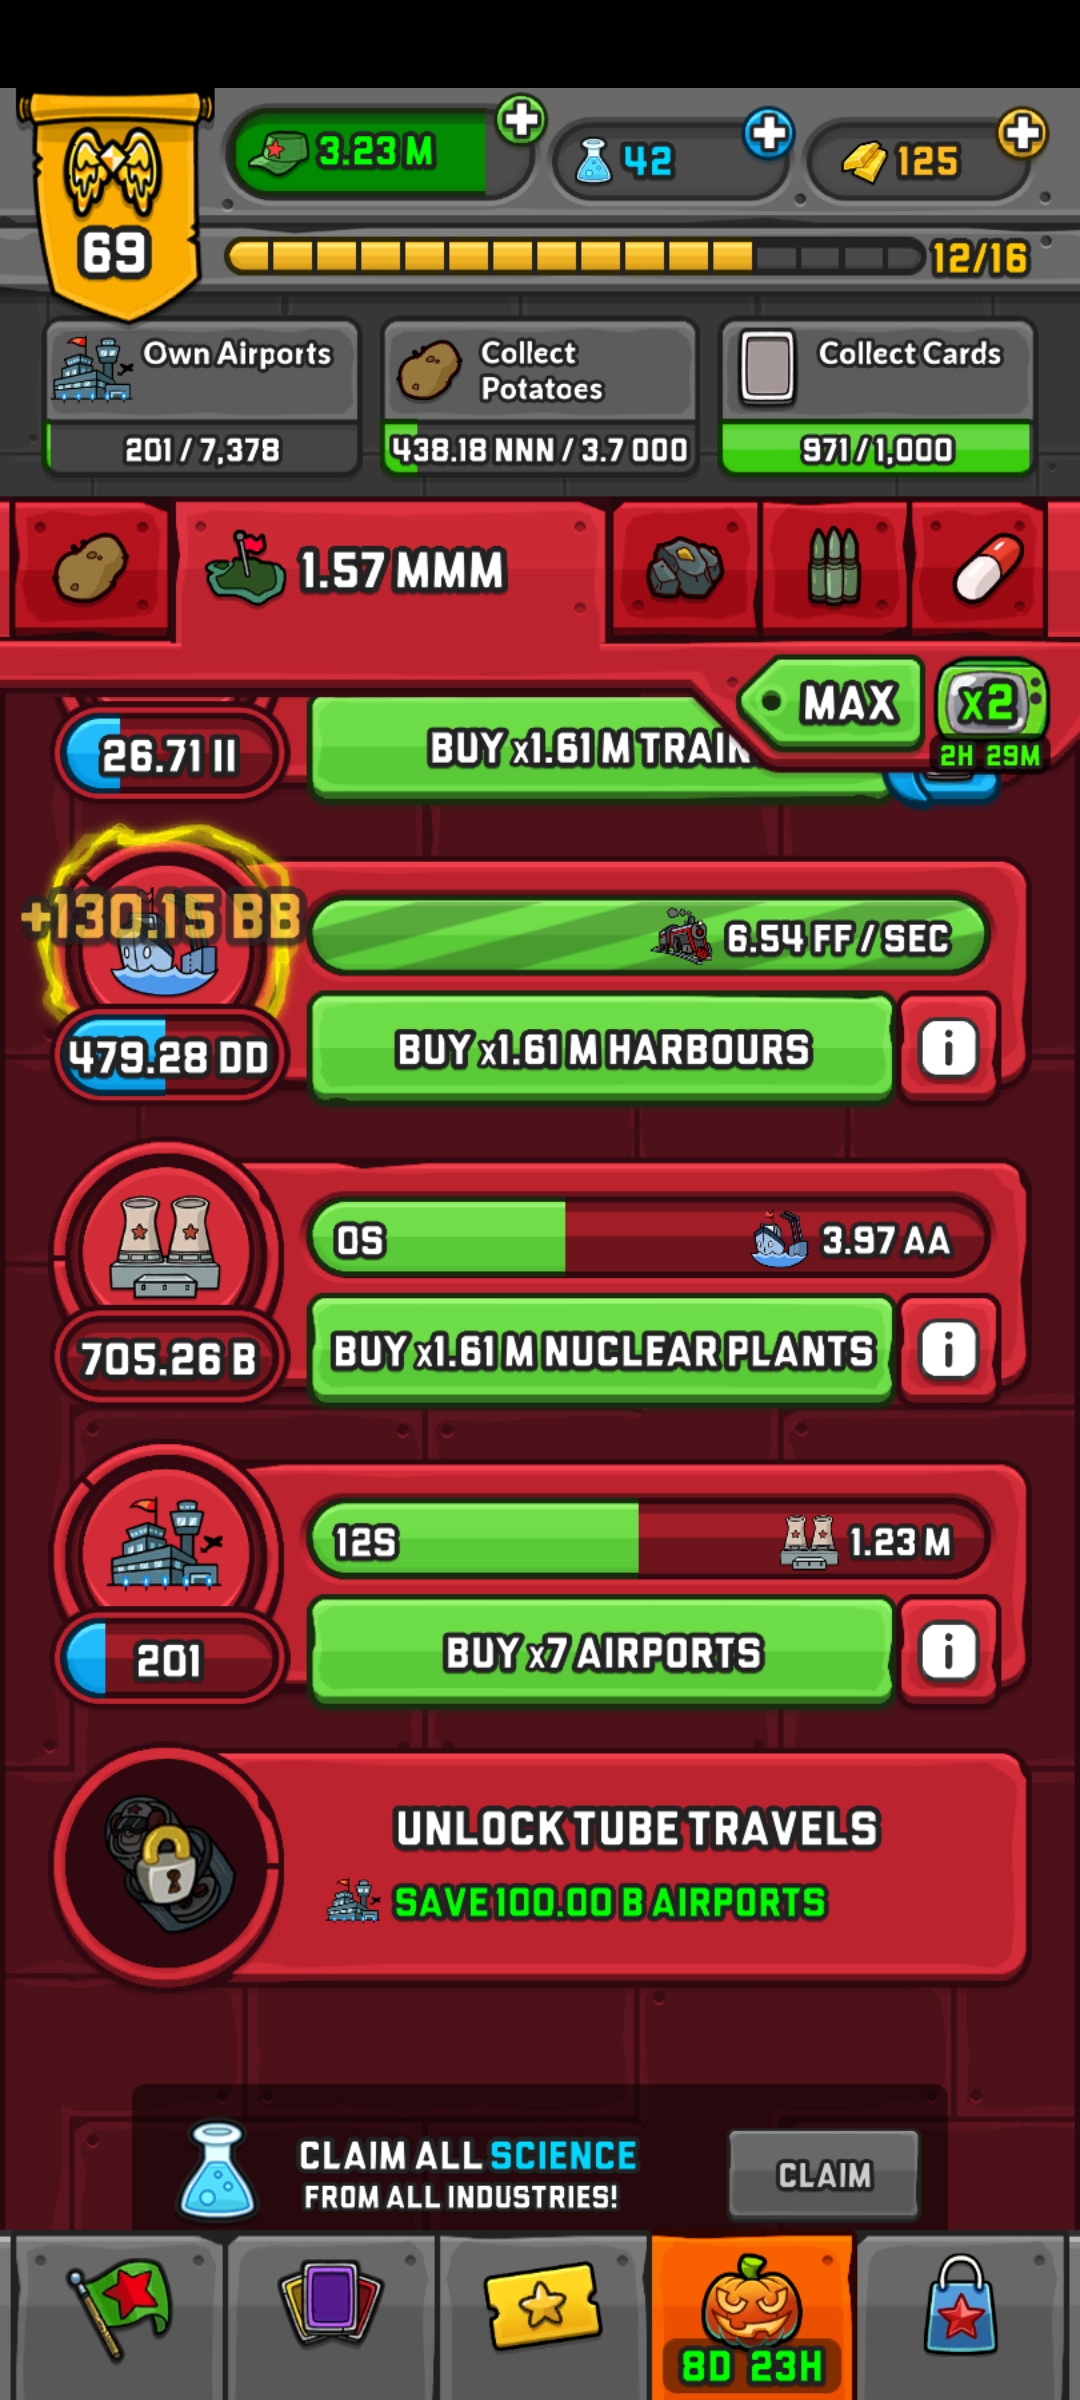 3.23 M
42
125
69
12/16
Own Airports
201 / 7,378
Collect
Potatoes
438.18 NNN / 3.7 OOO
Collect Cards
971 / 1,000
1.57 MMM
MAX
x2
2H 29M
26.71 II
BUY x1.61 M TRAIN
+130.15 BB
6.54 FF / SEC
479.28 DD
BUY x1.61 M HARBOURS
i
0S
3.97 AA
705.26 B
BUY x1.61 M NUCLEAR PLANTS
i
12S
1.23 M
201
BUY x7 AIRPORTS
i
UNLOCK TUBE TRAVELS
SAVE 100.00 B AIRPORTS
CLAIM ALL SCIENCE
FROM ALL INDUSTRIES!
CLAIM
8D 23H